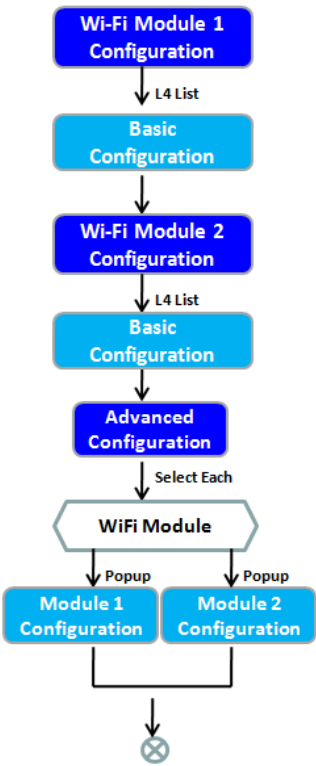 Wi-Fi Module 1
Configuration
L4 List
Basic
Configuration
Wi-Fi Module 2
Configuration
L4 List
Basic
Configuration
Advanced
Configuration
Select Each
WiFi Module
Popup
Popup
Module 1
Configuration
Module 2
Configuration